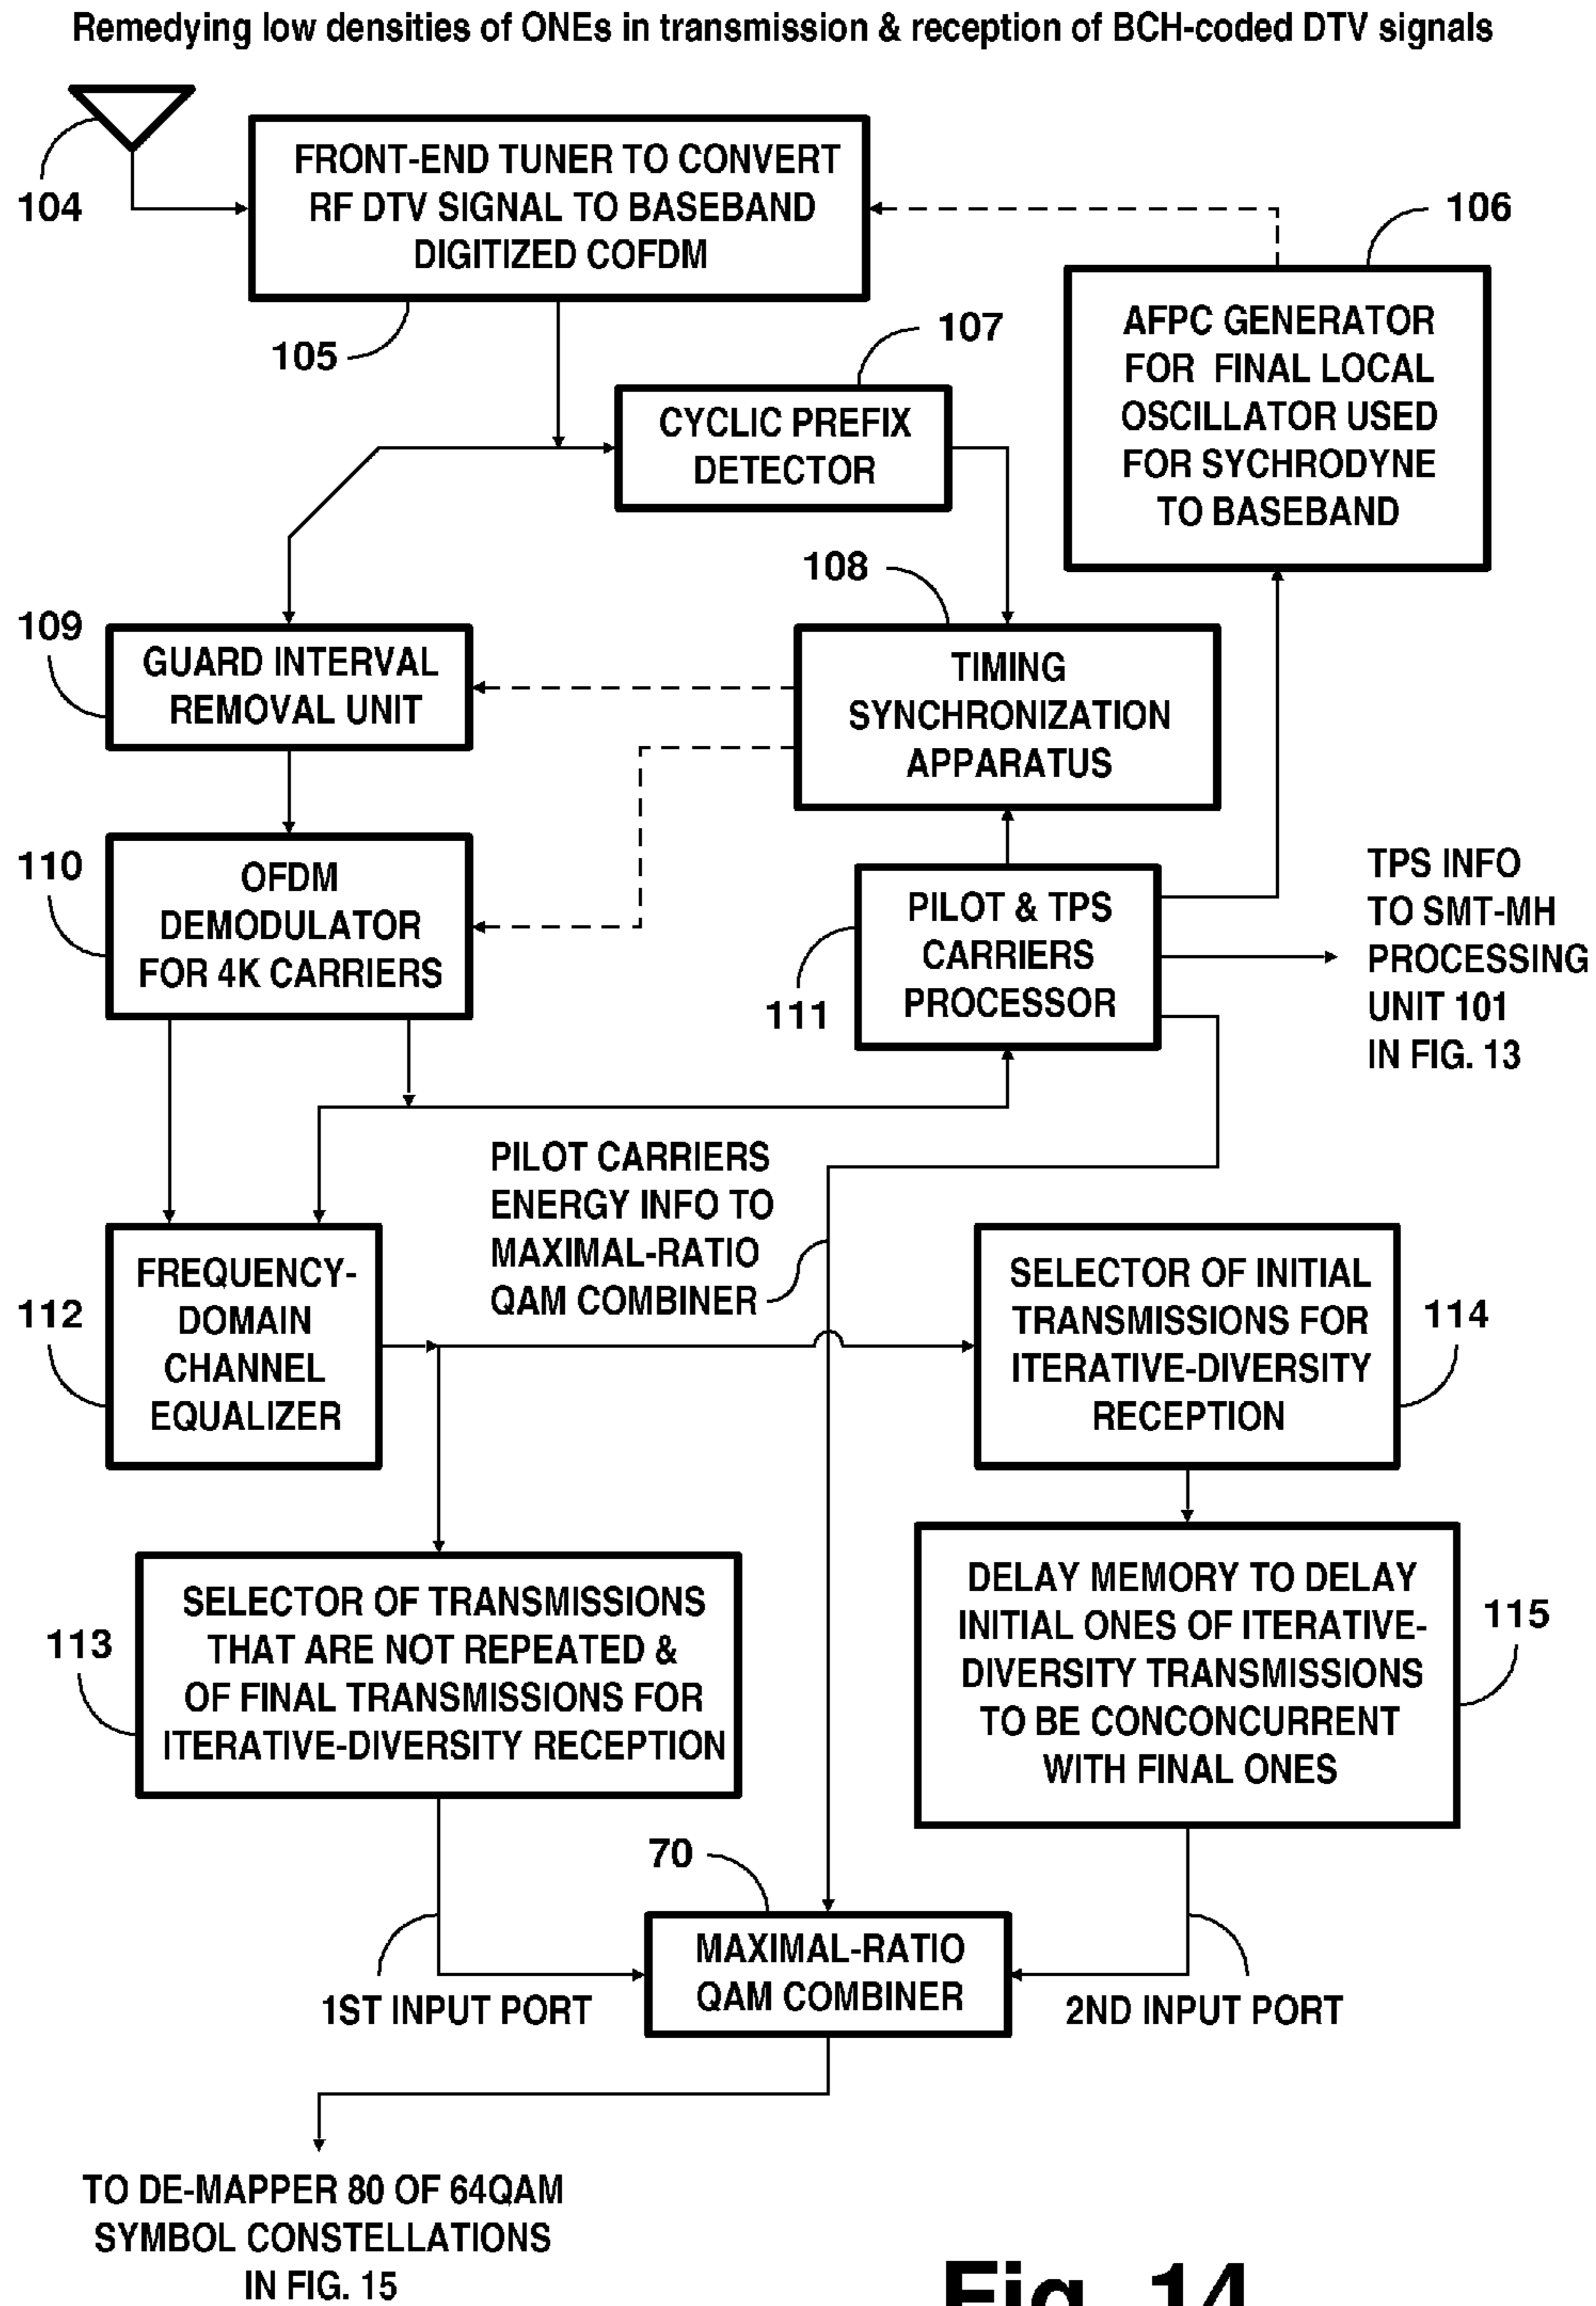 Remedying low densities of ONEs in transmission & reception of BCH-coded DTV signals
104
FRONT-END TUNER TO CONVERT
RF DTV SIGNAL TO BASEBAND
DIGITIZED COFDM
105
106
AFPC GENERATOR
FOR FINAL LOCAL
OSCILLATOR USED
FOR SYCHRODYNE
TO BASEBAND
107
CYCLIC PREFIX
DETECTOR
108
TIMING
SYNCHRONIZATION
APPARATUS
109
GUARD INTERVAL
REMOVAL UNIT
110
OFDM
DEMODULATOR
FOR 4K CARRIERS
111
PILOT & TPS
CARRIERS
PROCESSOR
TPS INFO
TO SMT-MH
PROCESSING
UNIT 101
IN FIG. 13
PILOT CARRIERS
ENERGY INFO TO
MAXIMAL-RATIO
QAM COMBINER
112
FREQUENCY-
DOMAIN
CHANNEL
EQUALIZER
SELECTOR OF INITIAL
TRANSMISSIONS FOR
ITERATIVE-DIVERSITY
RECEPTION
114
113
SELECTOR OF TRANSMISSIONS
THAT ARE NOT REPEATED &
OF FINAL TRANSMISSIONS FOR
ITERATIVE-DIVERSITY RECEPTION
DELAY MEMORY TO DELAY
INITIAL ONES OF ITERATIVE-
DIVERSITY TRANSMISSIONS
TO BE CONCONCURRENT
WITH FINAL ONES
115
70
MAXIMAL-RATIO
QAM COMBINER
1ST INPUT PORT
2ND INPUT PORT
TO DE-MAPPER 80 OF 64QAM
SYMBOL CONSTELLATIONS
IN FIG. 15
Fig. 14